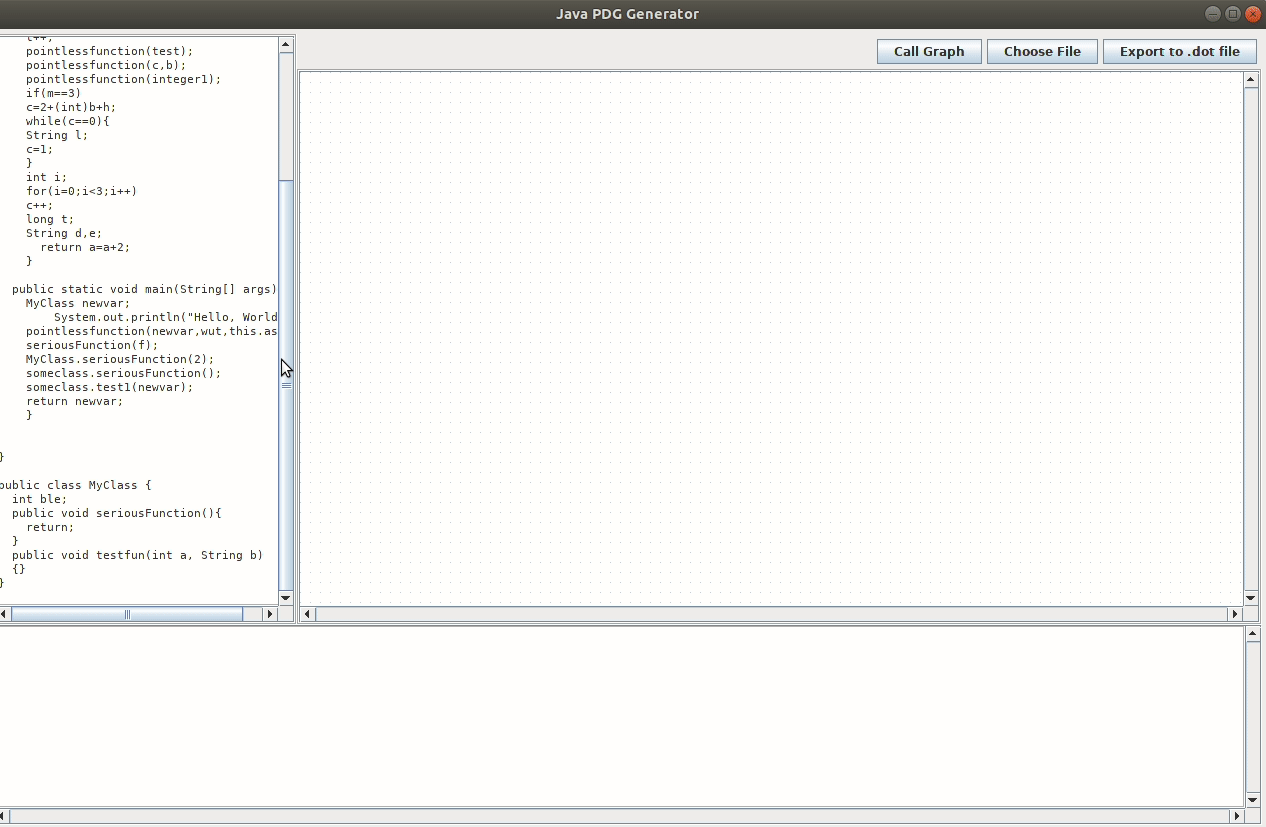 Java PDG Generator
Call Graph
Choose File
Export to .dot file
pointlessfunction(test);
pointlessfunction(c,b);
pointlessfunction(integer1);
if(m==3)
c=2+(int)b+h;
while(c==0){
String l;
c=1;
}
int i;
for(i=0;i<3;i++)
c++;
long t;
String d,e;
return a=a+2;
}
public static void main(String[] args)
MyClass newvar;
System.out.println("Hello, World
pointlessfunction(newvar,wut,this.as
seriousFunction(f);
MyClass.seriousFunction(2);
someclass.seriousFunction();
someclass.test1(newvar);
return newvar;
}
}
public class MyClass {
int ble;
public void seriousFunction(){
return;
}
public void testfun(int a, String b)
{}
}